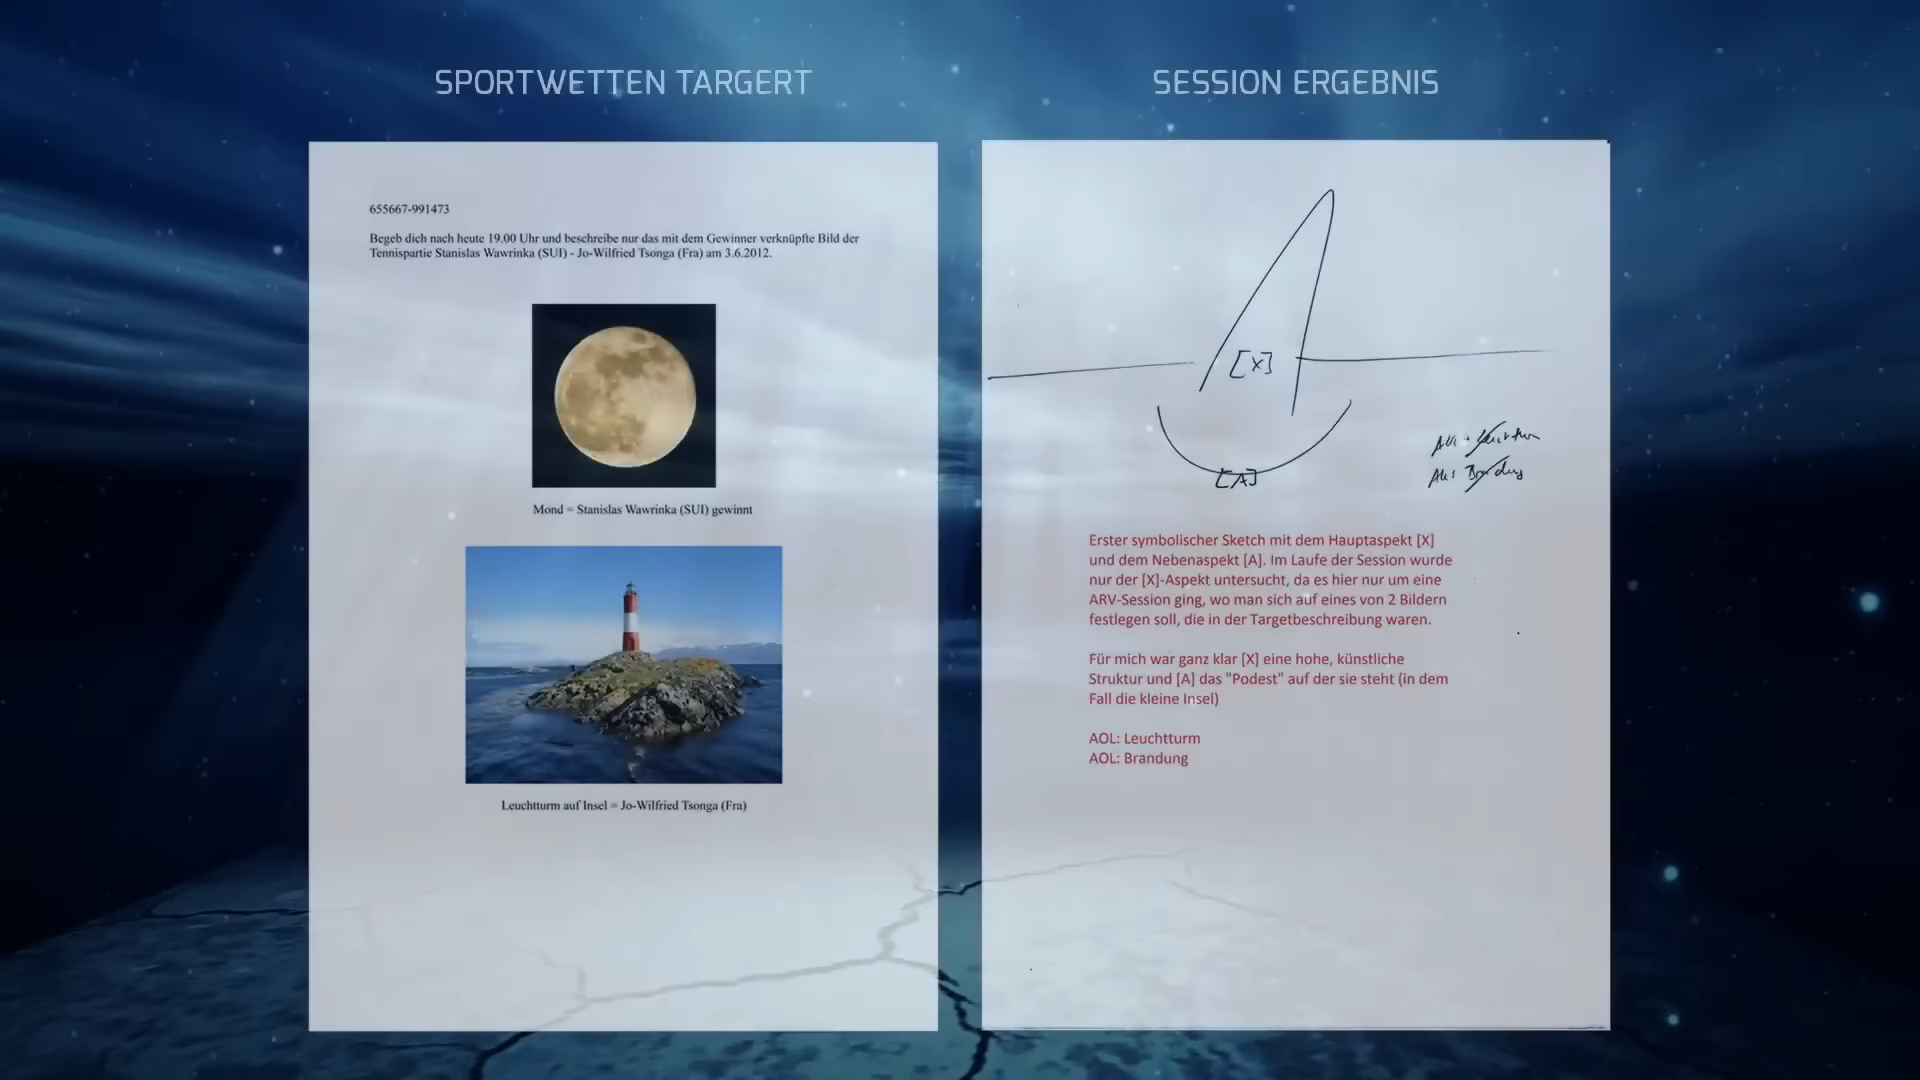 SPORTWETTEN TARGERT
655667-991473
Begeb dich nach heute 19.00 Uhr und beschreibe nur das mit dem Gewinner verknüpfte Bild der
Tennispartie Stanislas Wawrinka (SUI) - Jo-Wilfried Tsonga (Fra) am 3.6.2012.
Mond = Stanislas Wawrinka (SUI) gewinnt
Leuchtturm auf Insel = Jo-Wilfried Tsonga (Fra)
SESSION ERGEBNIS
[X]
[A]
Erster symbolischer Sketch mit dem Hauptaspekt [X]
und dem Nebenaspekt [A]. Im Laufe der Session wurde
nur der [X]-Aspekt untersucht, da es hier nur um eine
ARV-Session ging, wo man sich auf eines von 2 Bildern
festlegen soll, die in der Targetbeschreibung waren.
Für mich war ganz klar [X] eine hohe, künstliche
Struktur und [A] das "Podest" auf der sie steht (in dem
Fall die kleine Insel)
AOL: Leuchtturm
AOL: Brandung